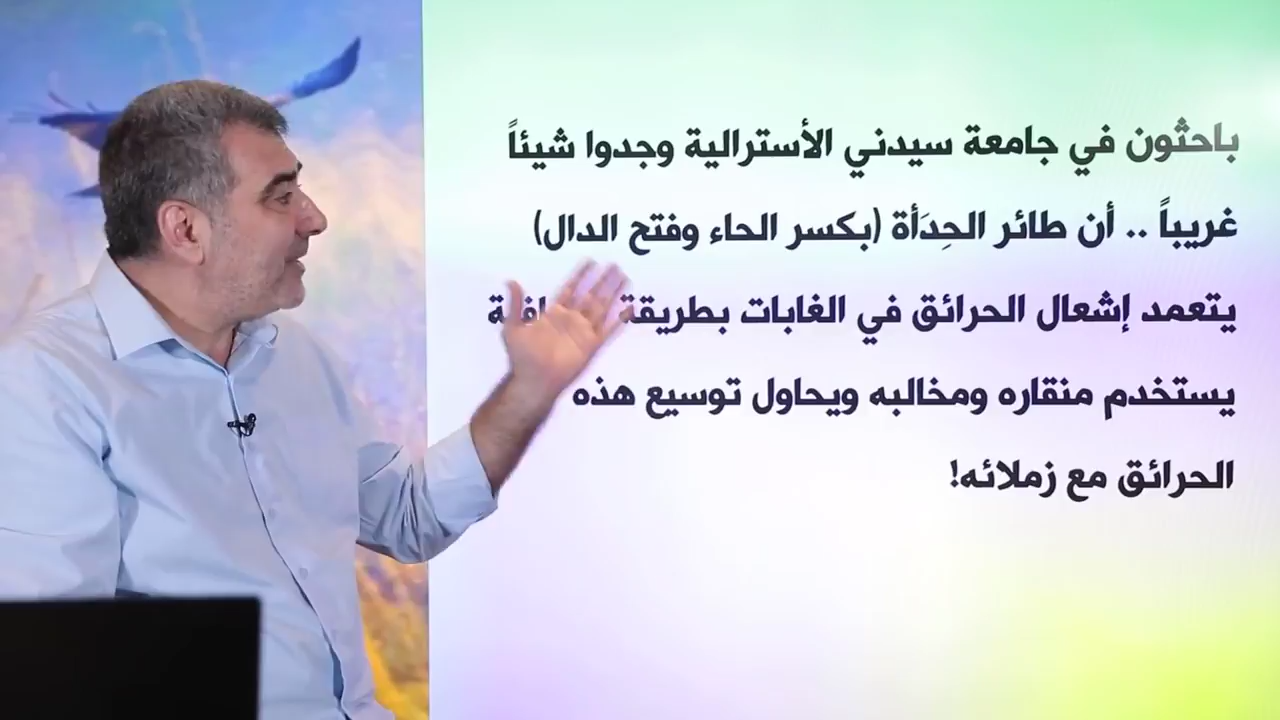 باحثون في جامعة سيدني الأسترالية وجدوا شيئاً
غريباً .. أن طائر الحِدَأة (بكسر الحاء وفتح الدال)
يتعمد إشعال الحرائق في الغابات بطريقة
يستخدم منقاره ومخالبه ويحاول توسيع هذه
الحرائق مع زملائه!